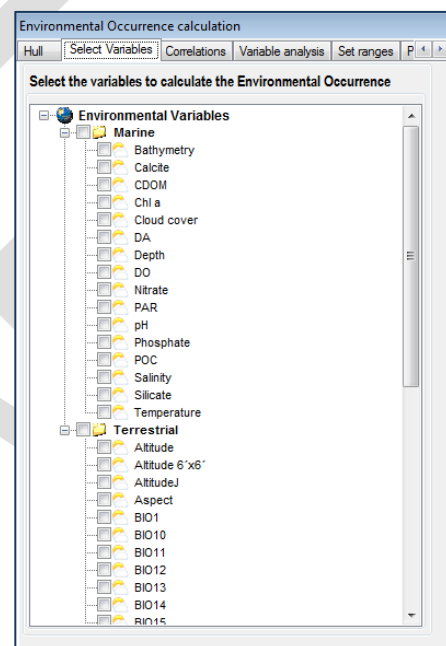 Environmental Occurrence calculation
Hull Select Variables Correlations Variable analysis Set ranges P
Select the variables to calculate the Environmental Occurrence
Environmental Variables
Marine
Bathymetry
Calcite
CDOM
Chl a
Cloud cover
DA
Depth
DO
Nitrate
PAR
pH
Phosphate
POC
Salinity
Silicate
Temperature
Terrestrial
Altitude
Altitude 6´x6´
AltitudeJ
Aspect
BIO1
BIO10
BIO11
BIO12
BIO13
BIO14
BIO15